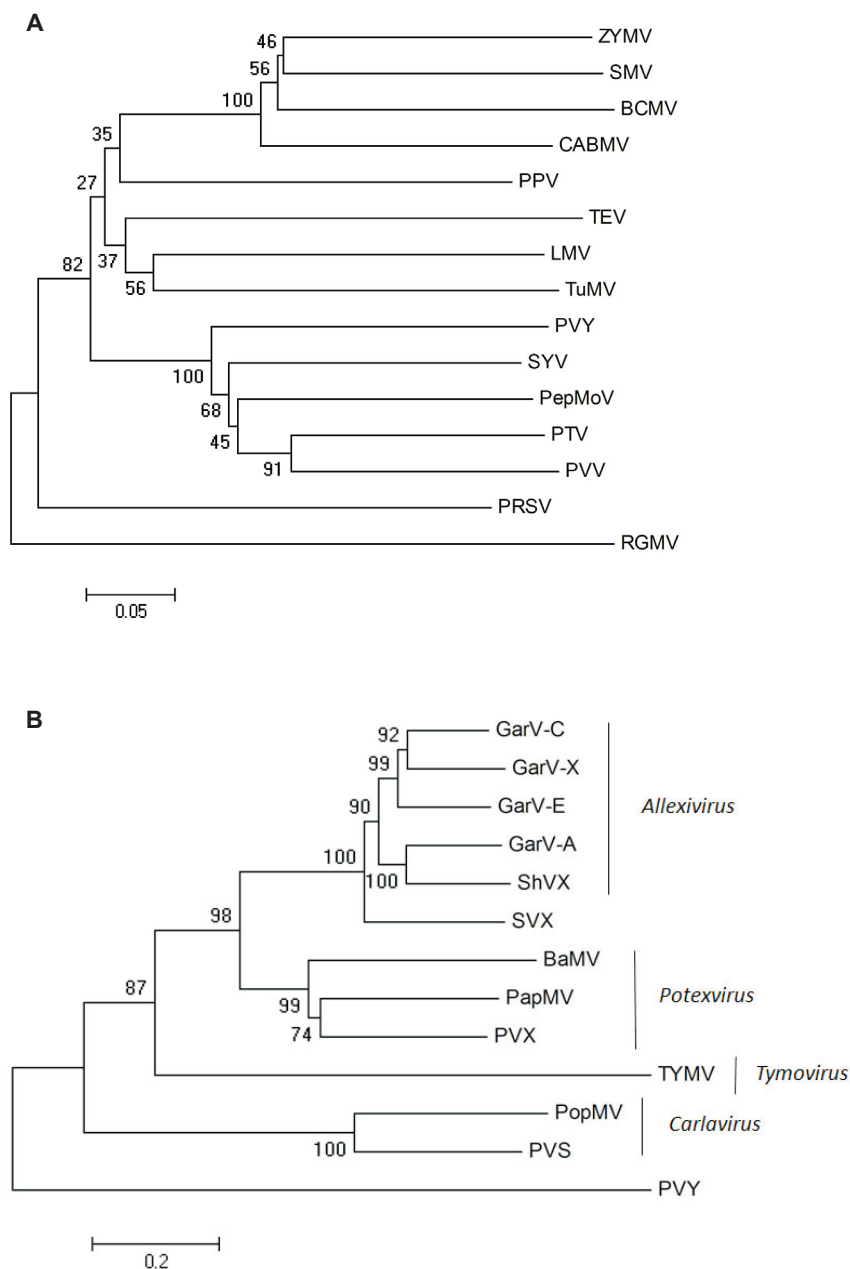 A
46
ZYMV
56
SMV
100
BCMV
35
CABMV
27
PPV
TEV
82
37
LMV
56
TuMV
PVY
100
SYV
68
PepMoV
45
PTV
91
PVV
PRSV
RGMV
0.05
B
92
GarV-C
99
GarV-X
90
GarV-E
Allexivirus
100
GarV-A
100
ShVX
98
SVX
BaMV
87
99
PapMV
Potexvirus
74
PVX
TYMV
Tymovirus
PopMV
Carlavirus
100
PVS
PVY
0.2